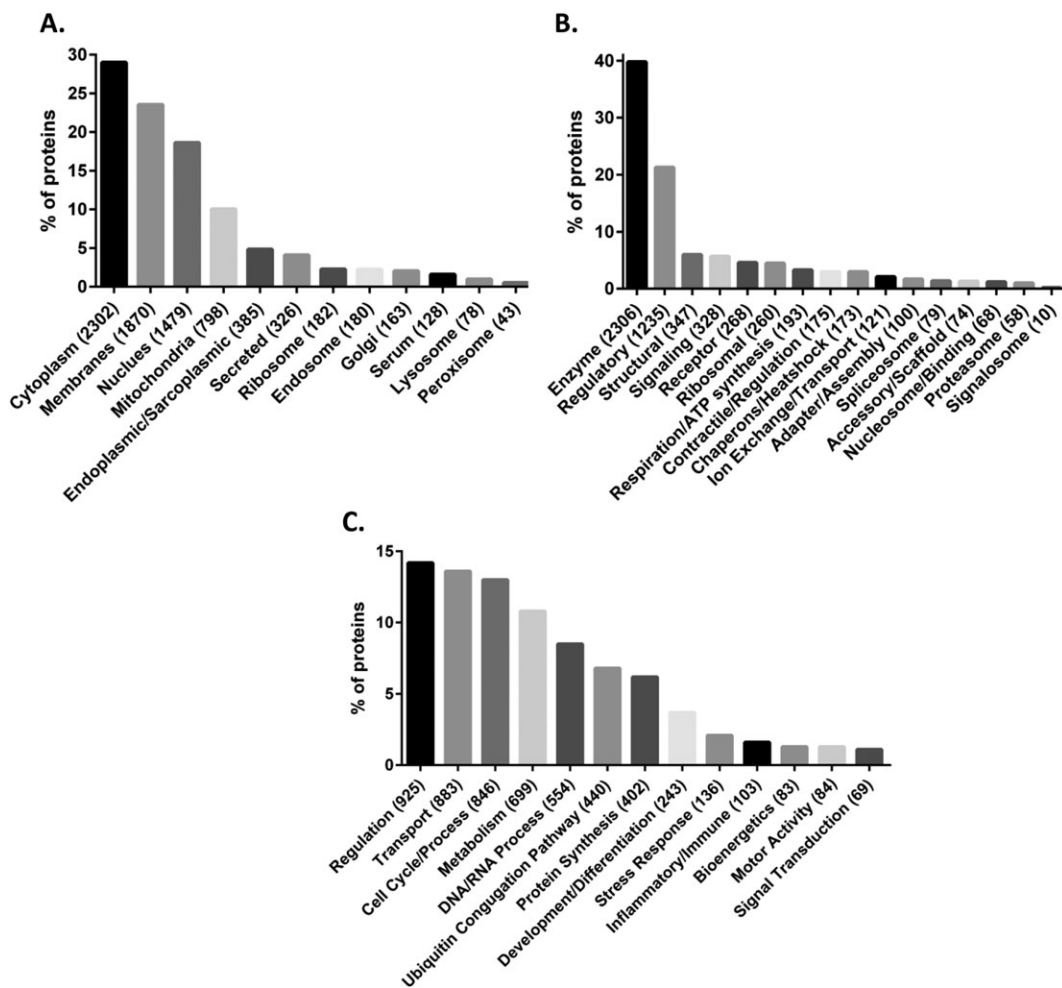 A.
% of proteins
30
25
20
15
10
5
0
Cytoplasm (2302)
Membranes (1870)
Nucleus (1479)
Mitochondria (798)
Endoplasmic/Sarcoplasmic (385)
Secreted (326)
Ribosome (182)
Endosome (180)
Golgi (163)
Serum (128)
Lysosome (78)
Peroxisome (43)
B.
% of proteins
40
30
20
10
0
Enzyme (2306)
Regulatory (1235)
Structural (347)
Signaling (328)
Receptor (268)
Ribosomal (260)
Respiration/ATP synthesis (193)
Contractile/Regulation (175)
Chaperons/Heatshock (173)
Ion Exchange/Transport (121)
Adapter/Assembly (100)
Spliceosome (79)
Accessory/Scaffold (74)
Nucleosome/Binding (68)
Proteasome (58)
Signalosome (10)
C.
% of proteins
15
10
5
0
Regulation (925)
Transport (883)
Cell Cycle/Process (846)
Metabolism (699)
DNA/RNA Process (554)
Ubiquitin Congugation Pathway (440)
Protein Synthesis (402)
Development/Differentiation (243)
Stress Response (136)
Inflammatory/Immune (103)
Bioenergetics (83)
Motor Activity (84)
Signal Transduction (69)